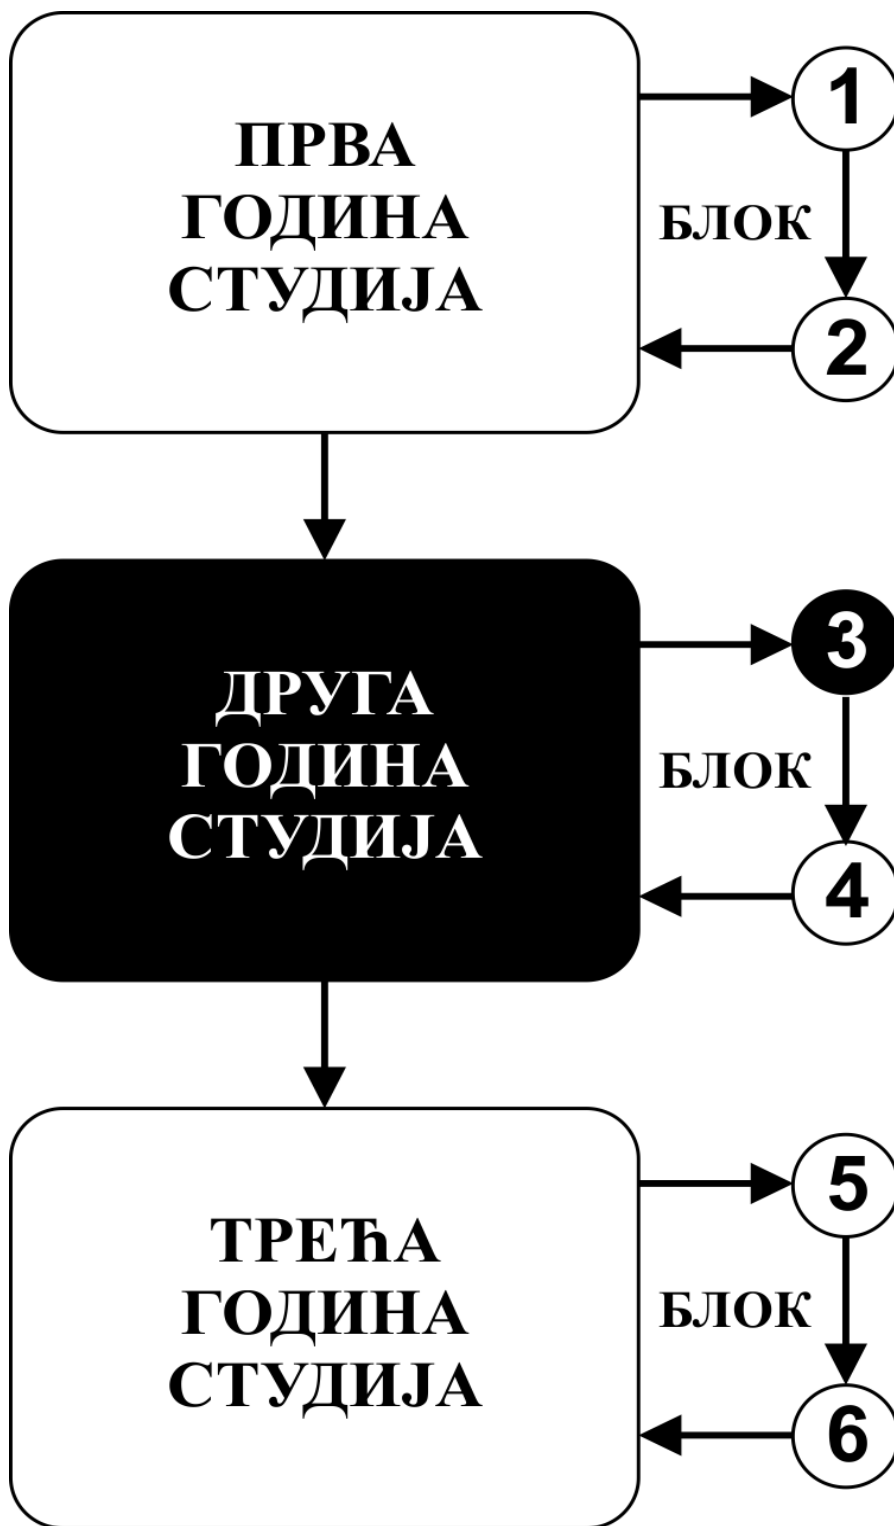 ПРВА
ГОДИНА
СТУДИЈА
1
БЛОК
2
ДРУГА
ГОДИНА
СТУДИЈА
3
БЛОК
4
ТРЕЋА
ГОДИНА
СТУДИЈА
5
БЛОК
6